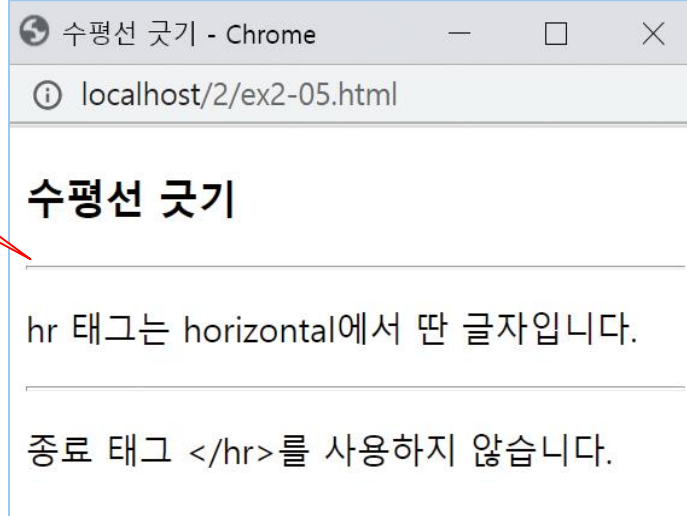 수평선 긋기 - Chrome
localhost/2/ex2-05.html
수평선 긋기
hr 태그는 horizontal에서 딴 글자입니다.
종료 태그 </hr>를 사용하지 않습니다.